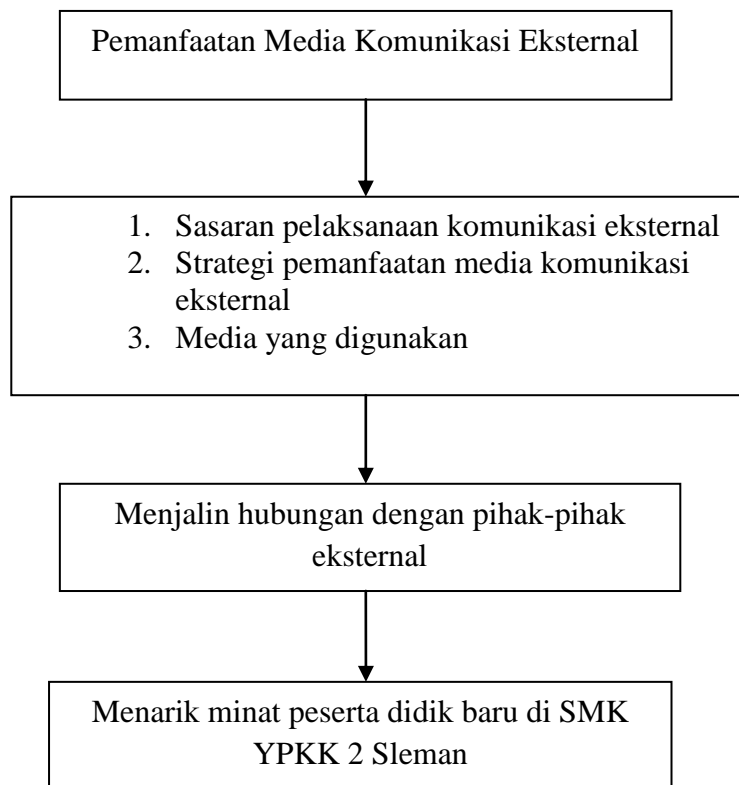 Pemanfaatan Media Komunikasi Eksternal
1. Sasaran pelaksanaan komunikasi eksternal
2. Strategi pemanfaatan media komunikasi
eksternal
3. Media yang digunakan
Menjalin hubungan dengan pihak-pihak
eksternal
Menarik minat peserta didik baru di SMK
YPKK 2 Sleman